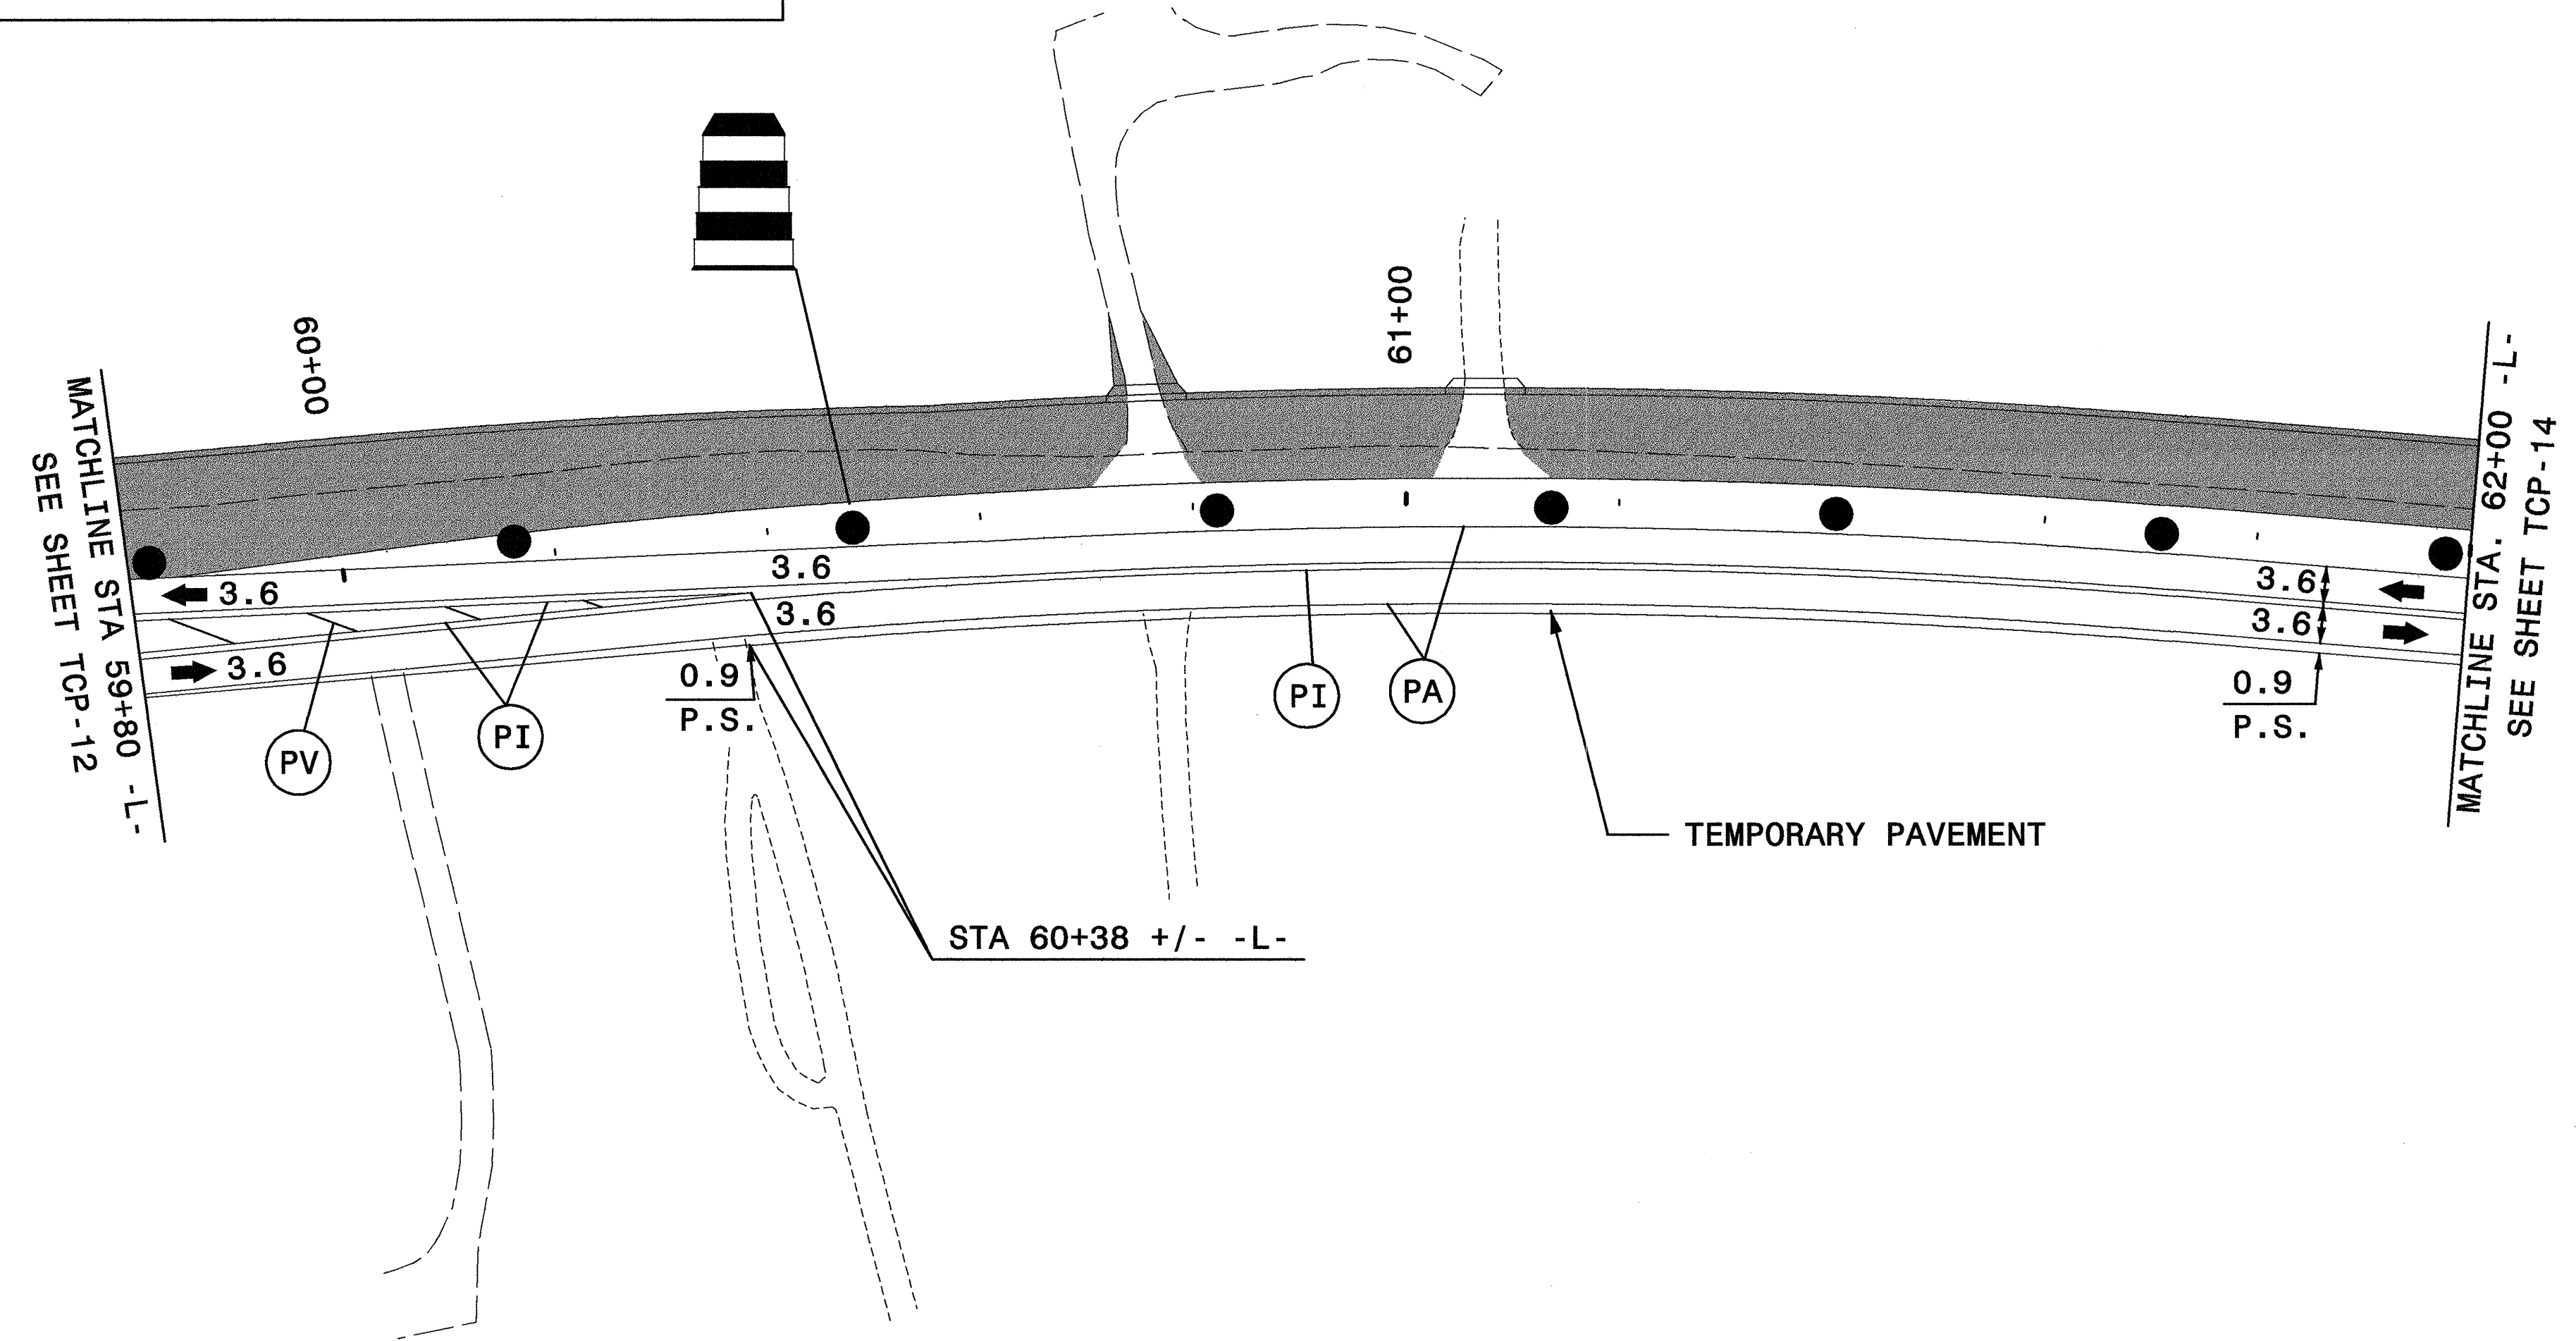 60+00
61+00
MATCHLINE STA 59+80 -L-
SEE SHEET TCP-12
MATCHLINE STA. 62+00 -L-
SEE SHEET TCP-14
3.6
3.6
3.6
3.6
3.6
3.6
0.9
P.S.
0.9
P.S.
PV
PI
PI
PA
TEMPORARY PAVEMENT
STA 60+38 +/- -L-